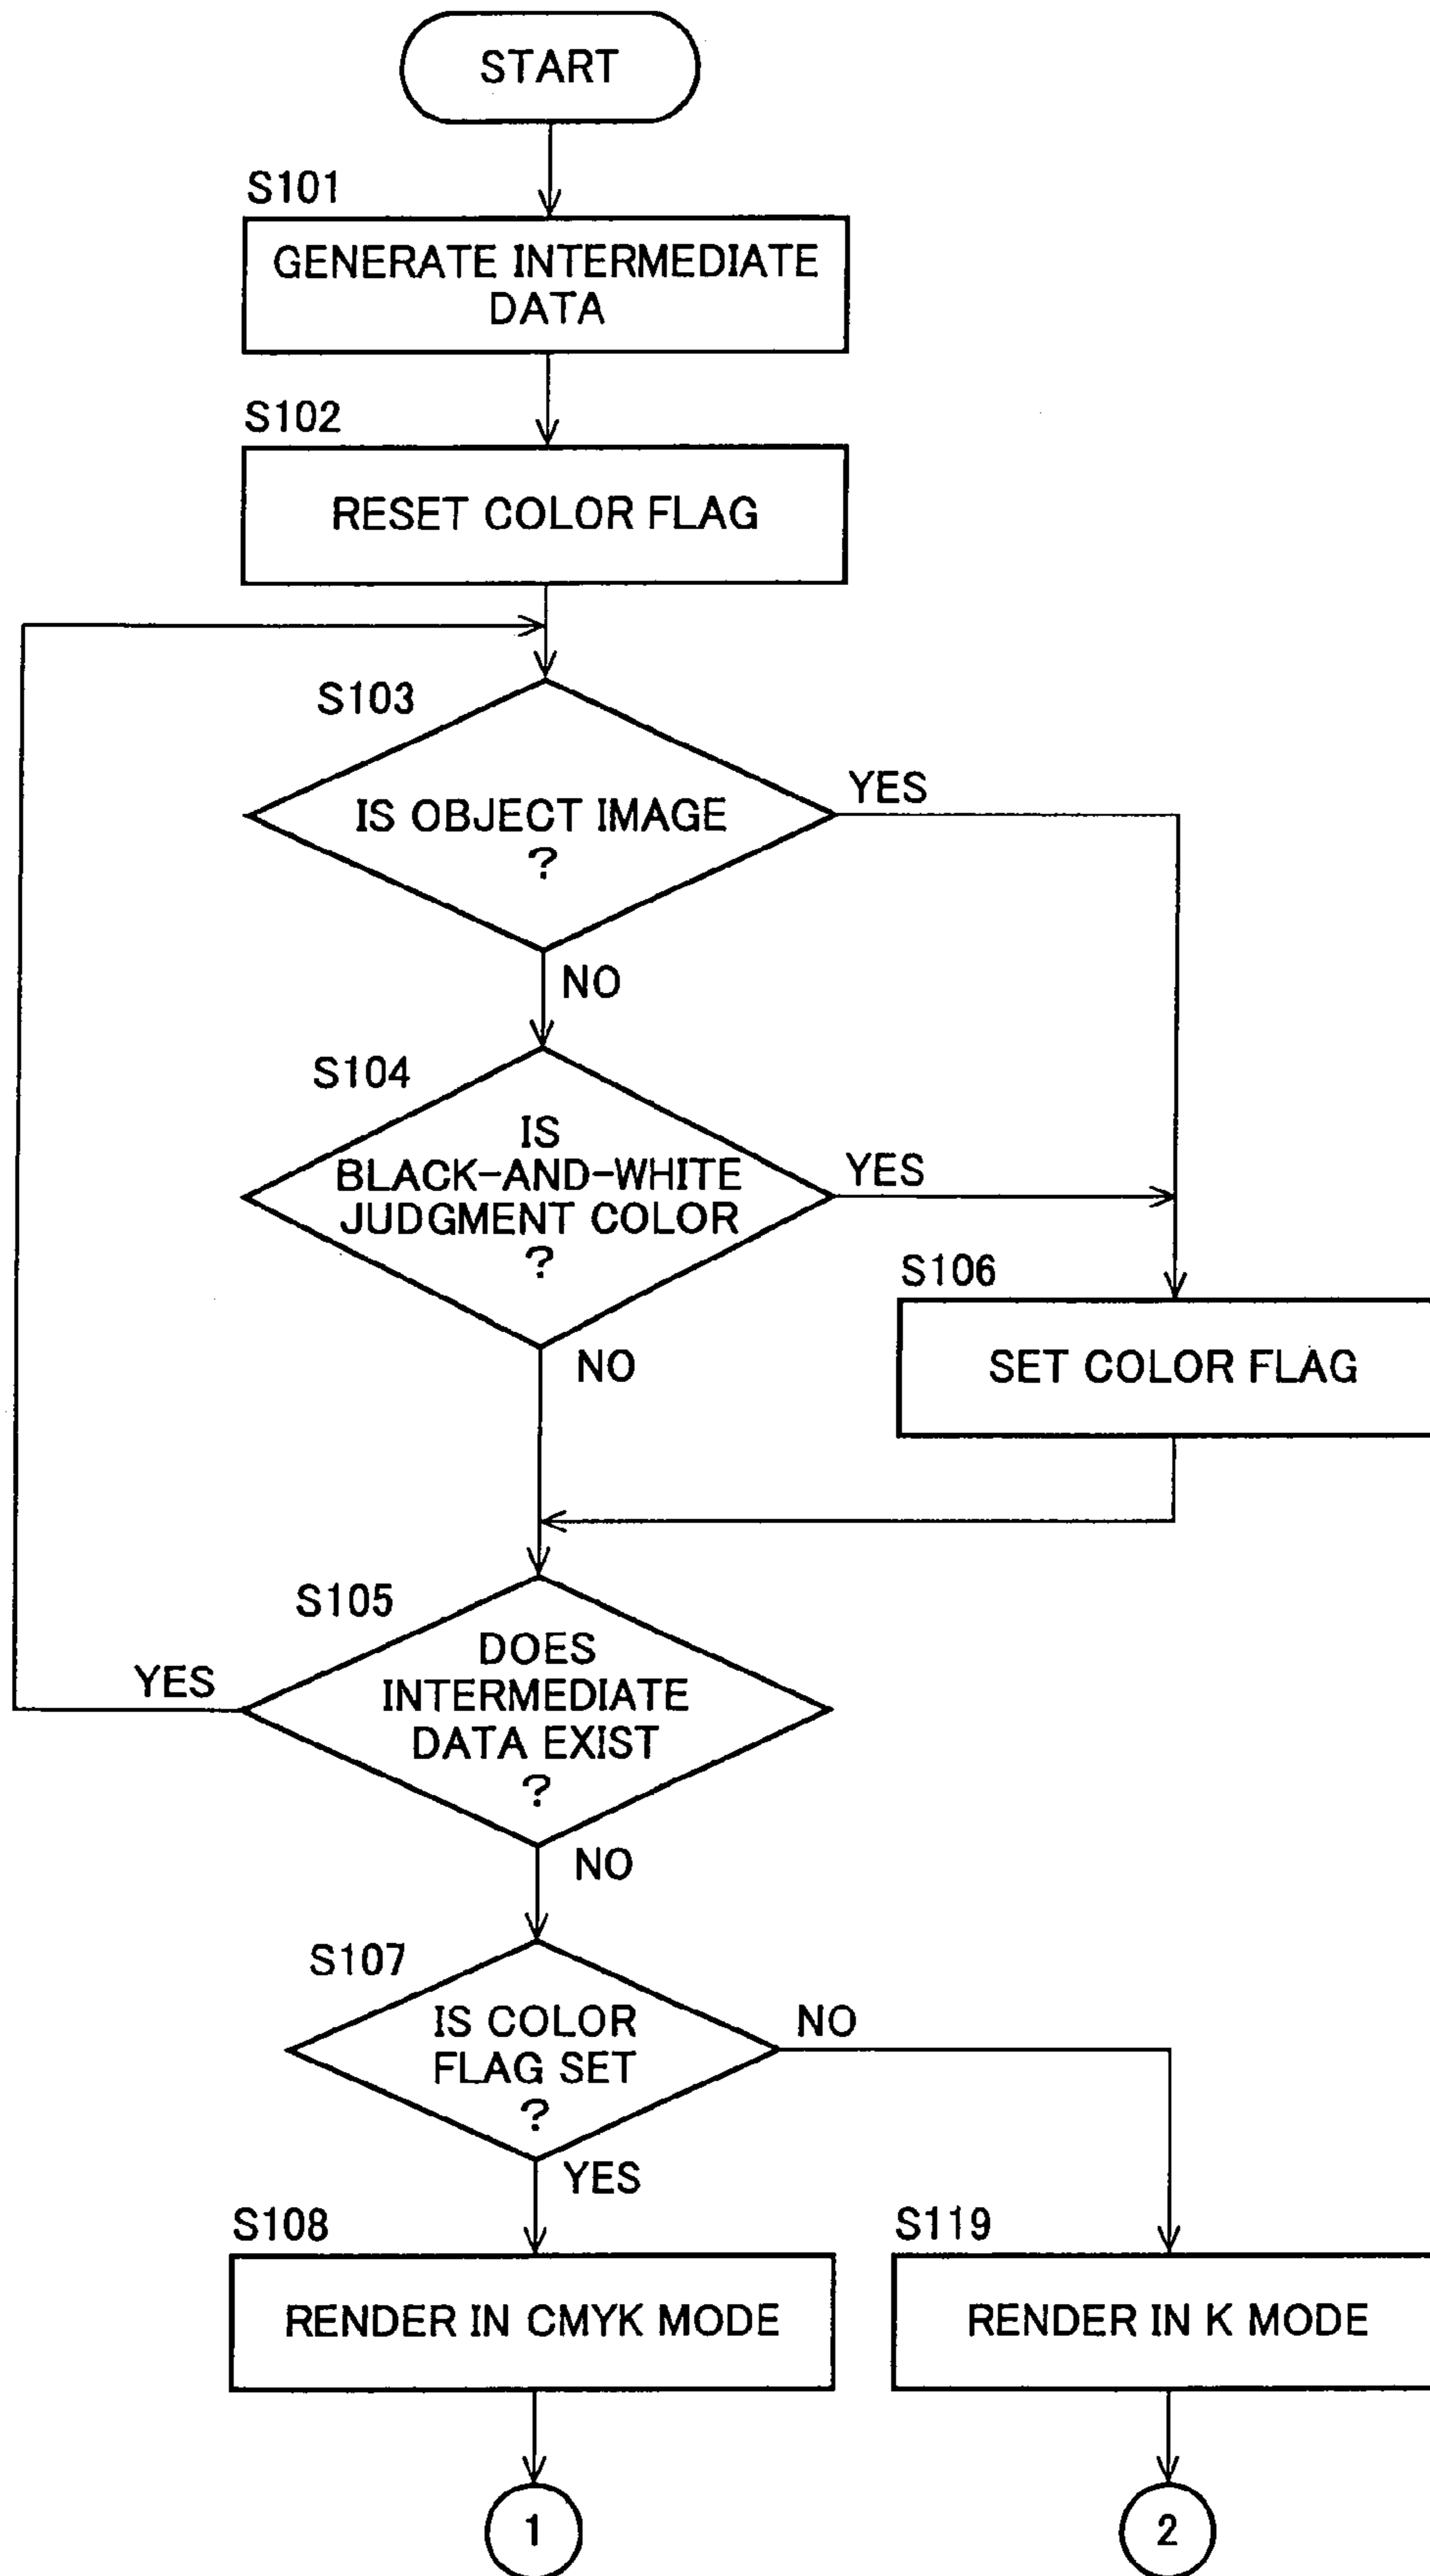 START
S101
GENERATE INTERMEDIATE
DATA
S102
RESET COLOR FLAG
S103
IS OBJECT IMAGE
?
YES
NO
S104
IS
BLACK-AND-WHITE
JUDGMENT COLOR
?
YES
NO
S106
SET COLOR FLAG
S105
DOES
INTERMEDIATE
DATA EXIST
?
YES
NO
S107
IS COLOR
FLAG SET
?
NO
YES
S108
RENDER IN CMYK MODE
S119
RENDER IN K MODE
1
2